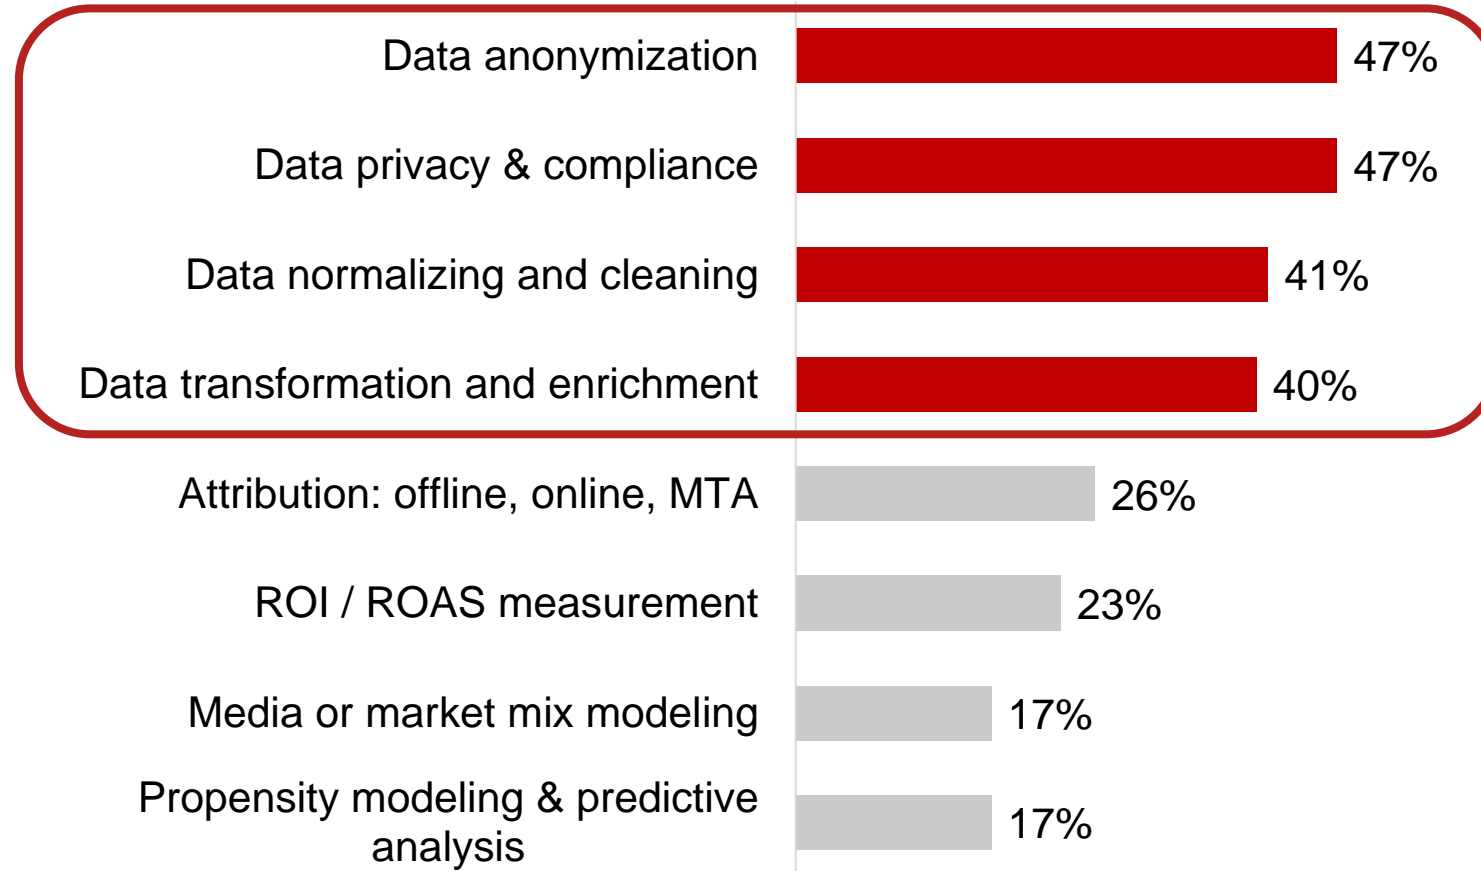 Data anonymization 47%
Data privacy & compliance 47%
Data normalizing and cleaning 41%
Data transformation and enrichment 40%
Attribution: offline, online, MTA 26%
ROI / ROAS measurement 23%
Media or market mix modeling 17%
Propensity modeling & predictive
analysis 17%